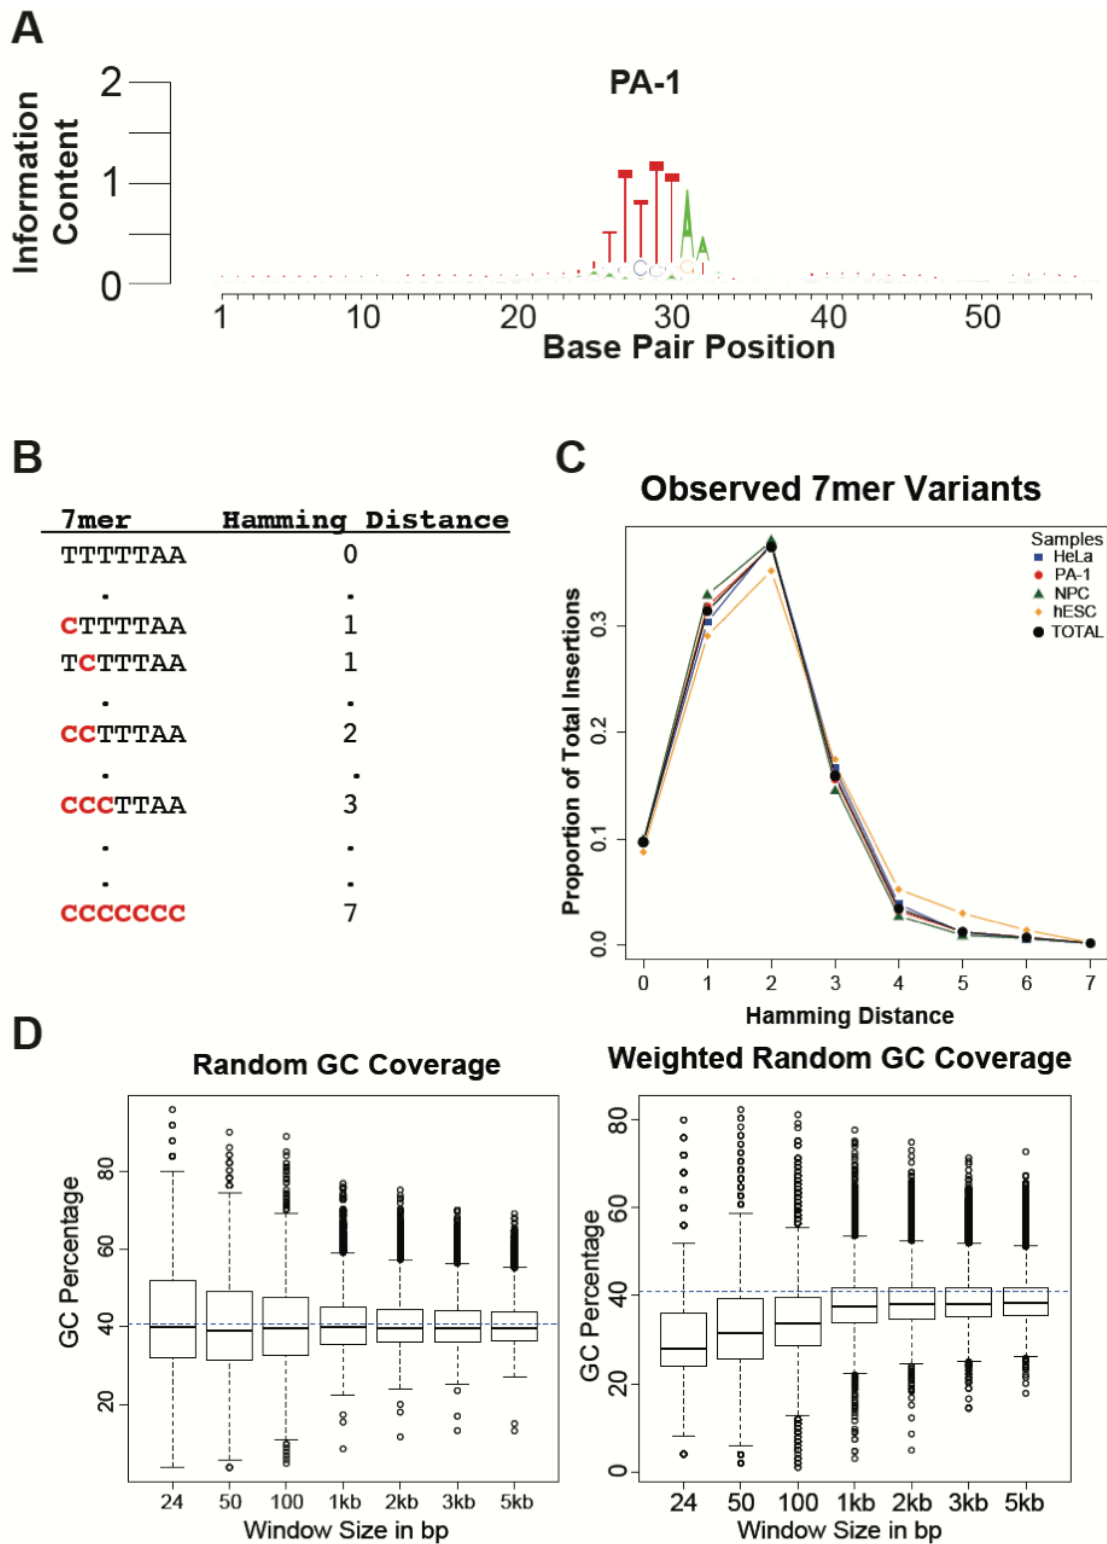 A
PA-1
Information
Content
2
1
0
1 20 30 40 50
Base Pair Position
B
7mer Hamming Distance
TTTTTAA 0
. .
CTTTTAA 1
TCTTTAA 1
. .
CCTTTAA 2
. .
CCCTTAA 3
. .
. .
CCCCCCC 7
C
Observed 7mer Variants
Samples
HeLa
PA-1
NPC
hESC
TOTAL
Proportion of Total Insertions
0.3
0.2
0.1
0.0
0 1 2 3 4 5 6 7
Hamming Distance
D
Random GC Coverage
GC Percentage
80
60
40
20
24 50 100 1kb 2kb 3kb 5kb
Window Size in bp
Weighted Random GC Coverage
GC Percentage
80
60
40
20
0
24 50 100 1kb 2kb 3kb 5kb
Window Size in bp